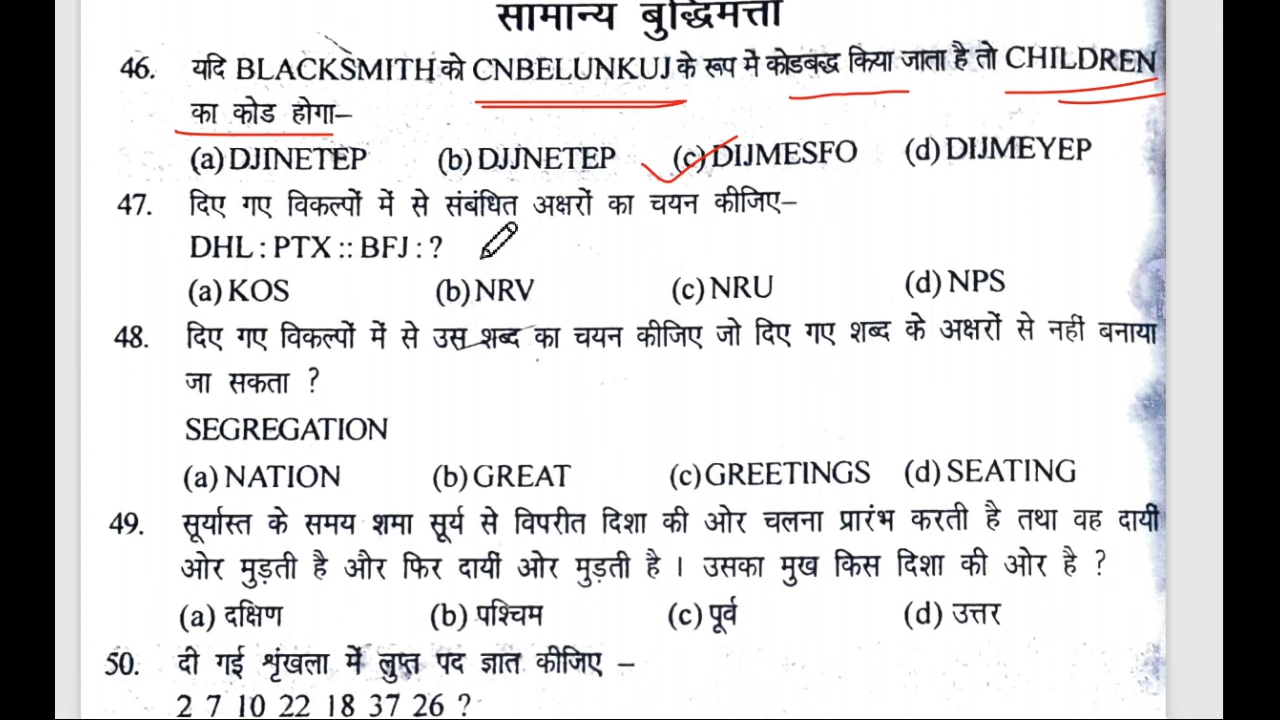 सामान्य बुद्धिमत्ता
46. यदि BLACKSMITH को CNBELUNKUJ के रूप में कोडबद्ध किया जाता है तो CHILDREN
का कोड होगा–
(a) DJINETEP (b) DJJNETEP (c) DIJMESFO (d) DIJMEYEP
47. दिए गए विकल्पों में से संबंधित अक्षरों का चयन कीजिए–
DHL : PTX :: BFJ : ?
(a) KOS (b) NRV (c) NRU (d) NPS
48. दिए गए विकल्पों में से उस शब्द का चयन कीजिए जो दिए गए शब्द के अक्षरों से नहीं बनाया
जा सकता ?
SEGREGATION
(a) NATION (b) GREAT (c) GREETINGS (d) SEATING
49. सूर्यास्त के समय शमा सूर्य से विपरीत दिशा की ओर चलना प्रारंभ करती है तथा वह दायीं
ओर मुड़ती है और फिर दायीं ओर मुड़ती है । उसका मुख किस दिशा की ओर है ?
(a) दक्षिण (b) पश्चिम (c) पूर्व (d) उत्तर
50. दी गई श्रृंखला में लुप्त पद ज्ञात कीजिए –
2 7 10 22 18 37 26 ?